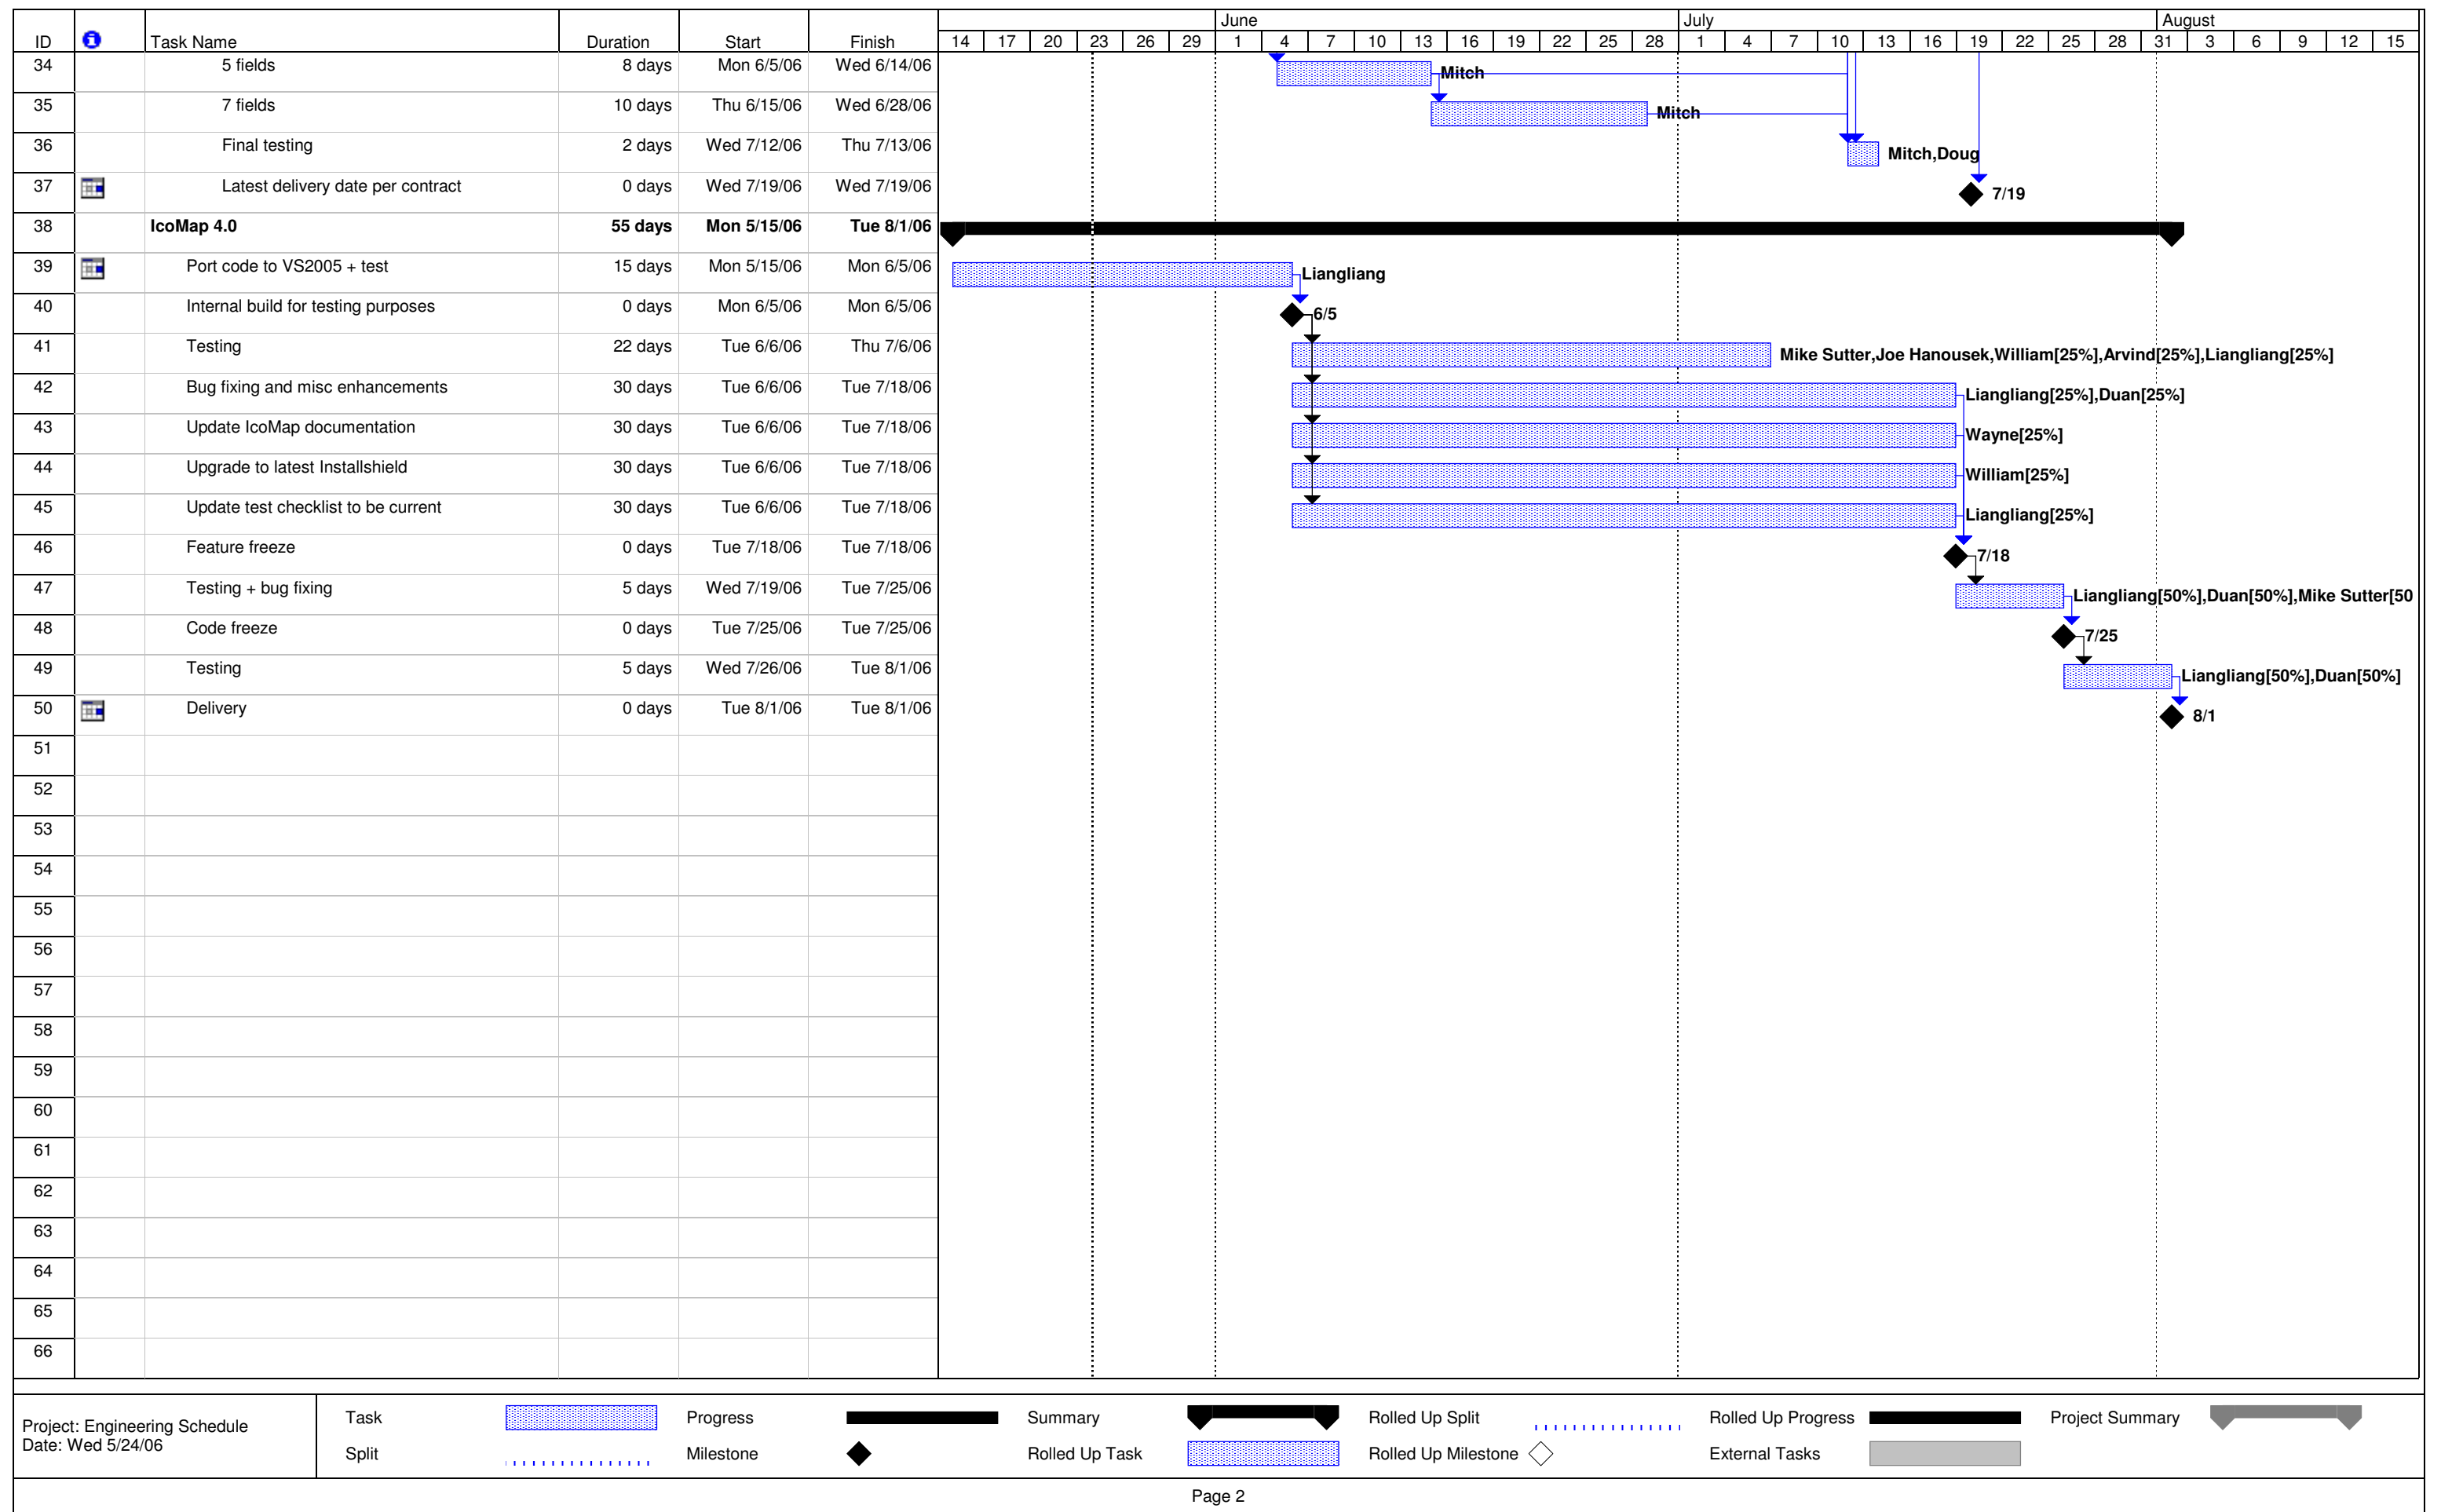 June July August
ID Task Name Duration Start Finish 14 17 20 23 26 29 1 4 7 10 13 16 19 22 25 28 1 4 7 10 13 16 19 22 25 28 31 3 6 9 12 15
34 5 fields 8 days Mon 6/5/06 Wed 6/14/06 Mitch
35 7 fields 10 days Thu 6/15/06 Wed 6/28/06 Mitch
36 Final testing 2 days Wed 7/12/06 Thu 7/13/06 Mitch,Doug
37 Latest delivery date per contract 0 days Wed 7/19/06 Wed 7/19/06 7/19
38 IcoMap 4.0 55 days Mon 5/15/06 Tue 8/1/06
39 Port code to VS2005 + test 15 days Mon 5/15/06 Mon 6/5/06 Liangliang
40 Internal build for testing purposes 0 days Mon 6/5/06 Mon 6/5/06 6/5
41 Testing 22 days Tue 6/6/06 Thu 7/6/06 Mike Sutter,Joe Hanousek,William[25%],Arvind[25%],Liangliang[25%]
42 Bug fixing and misc enhancements 30 days Tue 6/6/06 Tue 7/18/06 Liangliang[25%],Duan[25%]
43 Update IcoMap documentation 30 days Tue 6/6/06 Tue 7/18/06 Wayne[25%]
44 Upgrade to latest Installshield 30 days Tue 6/6/06 Tue 7/18/06 William[25%]
45 Update test checklist to be current 30 days Tue 6/6/06 Tue 7/18/06 Liangliang[25%]
46 Feature freeze 0 days Tue 7/18/06 Tue 7/18/06 7/18
47 Testing + bug fixing 5 days Wed 7/19/06 Tue 7/25/06 Liangliang[50%],Duan[50%],Mike Sutter[50
48 Code freeze 0 days Tue 7/25/06 Tue 7/25/06 7/25
49 Testing 5 days Wed 7/26/06 Tue 8/1/06 Liangliang[50%],Duan[50%]
50 Delivery 0 days Tue 8/1/06 Tue 8/1/06 8/1
51
52
53
54
55
56
57
58
59
60
61
62
63
64
65
66
Project: Engineering Schedule
Date: Wed 5/24/06
Task Progress Summary Rolled Up Split Rolled Up Progress Project Summary
Split Milestone Rolled Up Task Rolled Up Milestone External Tasks
Page 2